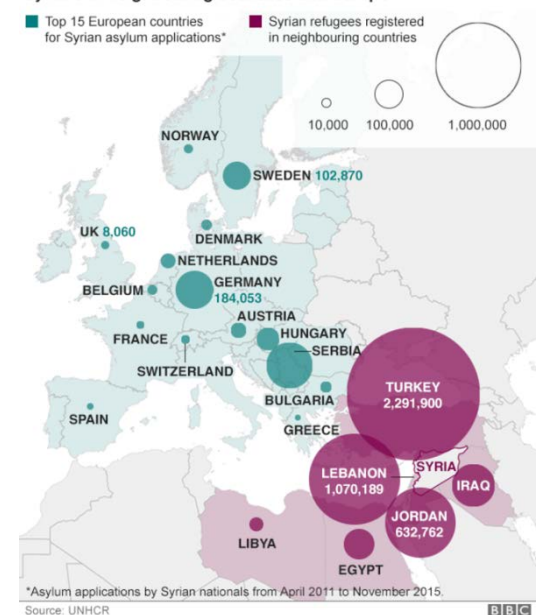 Top 15 European countries
for Syrian asylum applications*
Syrian refugees registered
in neighbouring countries
10,000
100,000
1,000,000
NORWAY
SWEDEN 102,870
UK 8,060
DENMARK
NETHERLANDS
BELGIUM
GERMANY
184,053
AUSTRIA
FRANCE
HUNGARY
SERBIA
SWITZERLAND
BULGARIA
SPAIN
GREECE
TURKEY
2,291,900
LEBANON
1,070,189
SYRIA
IRAQ
JORDAN
632,762
LIBYA
EGYPT
*Asylum applications by Syrian nationals from April 2011 to November 2015.
Source: UNHCR
BBC